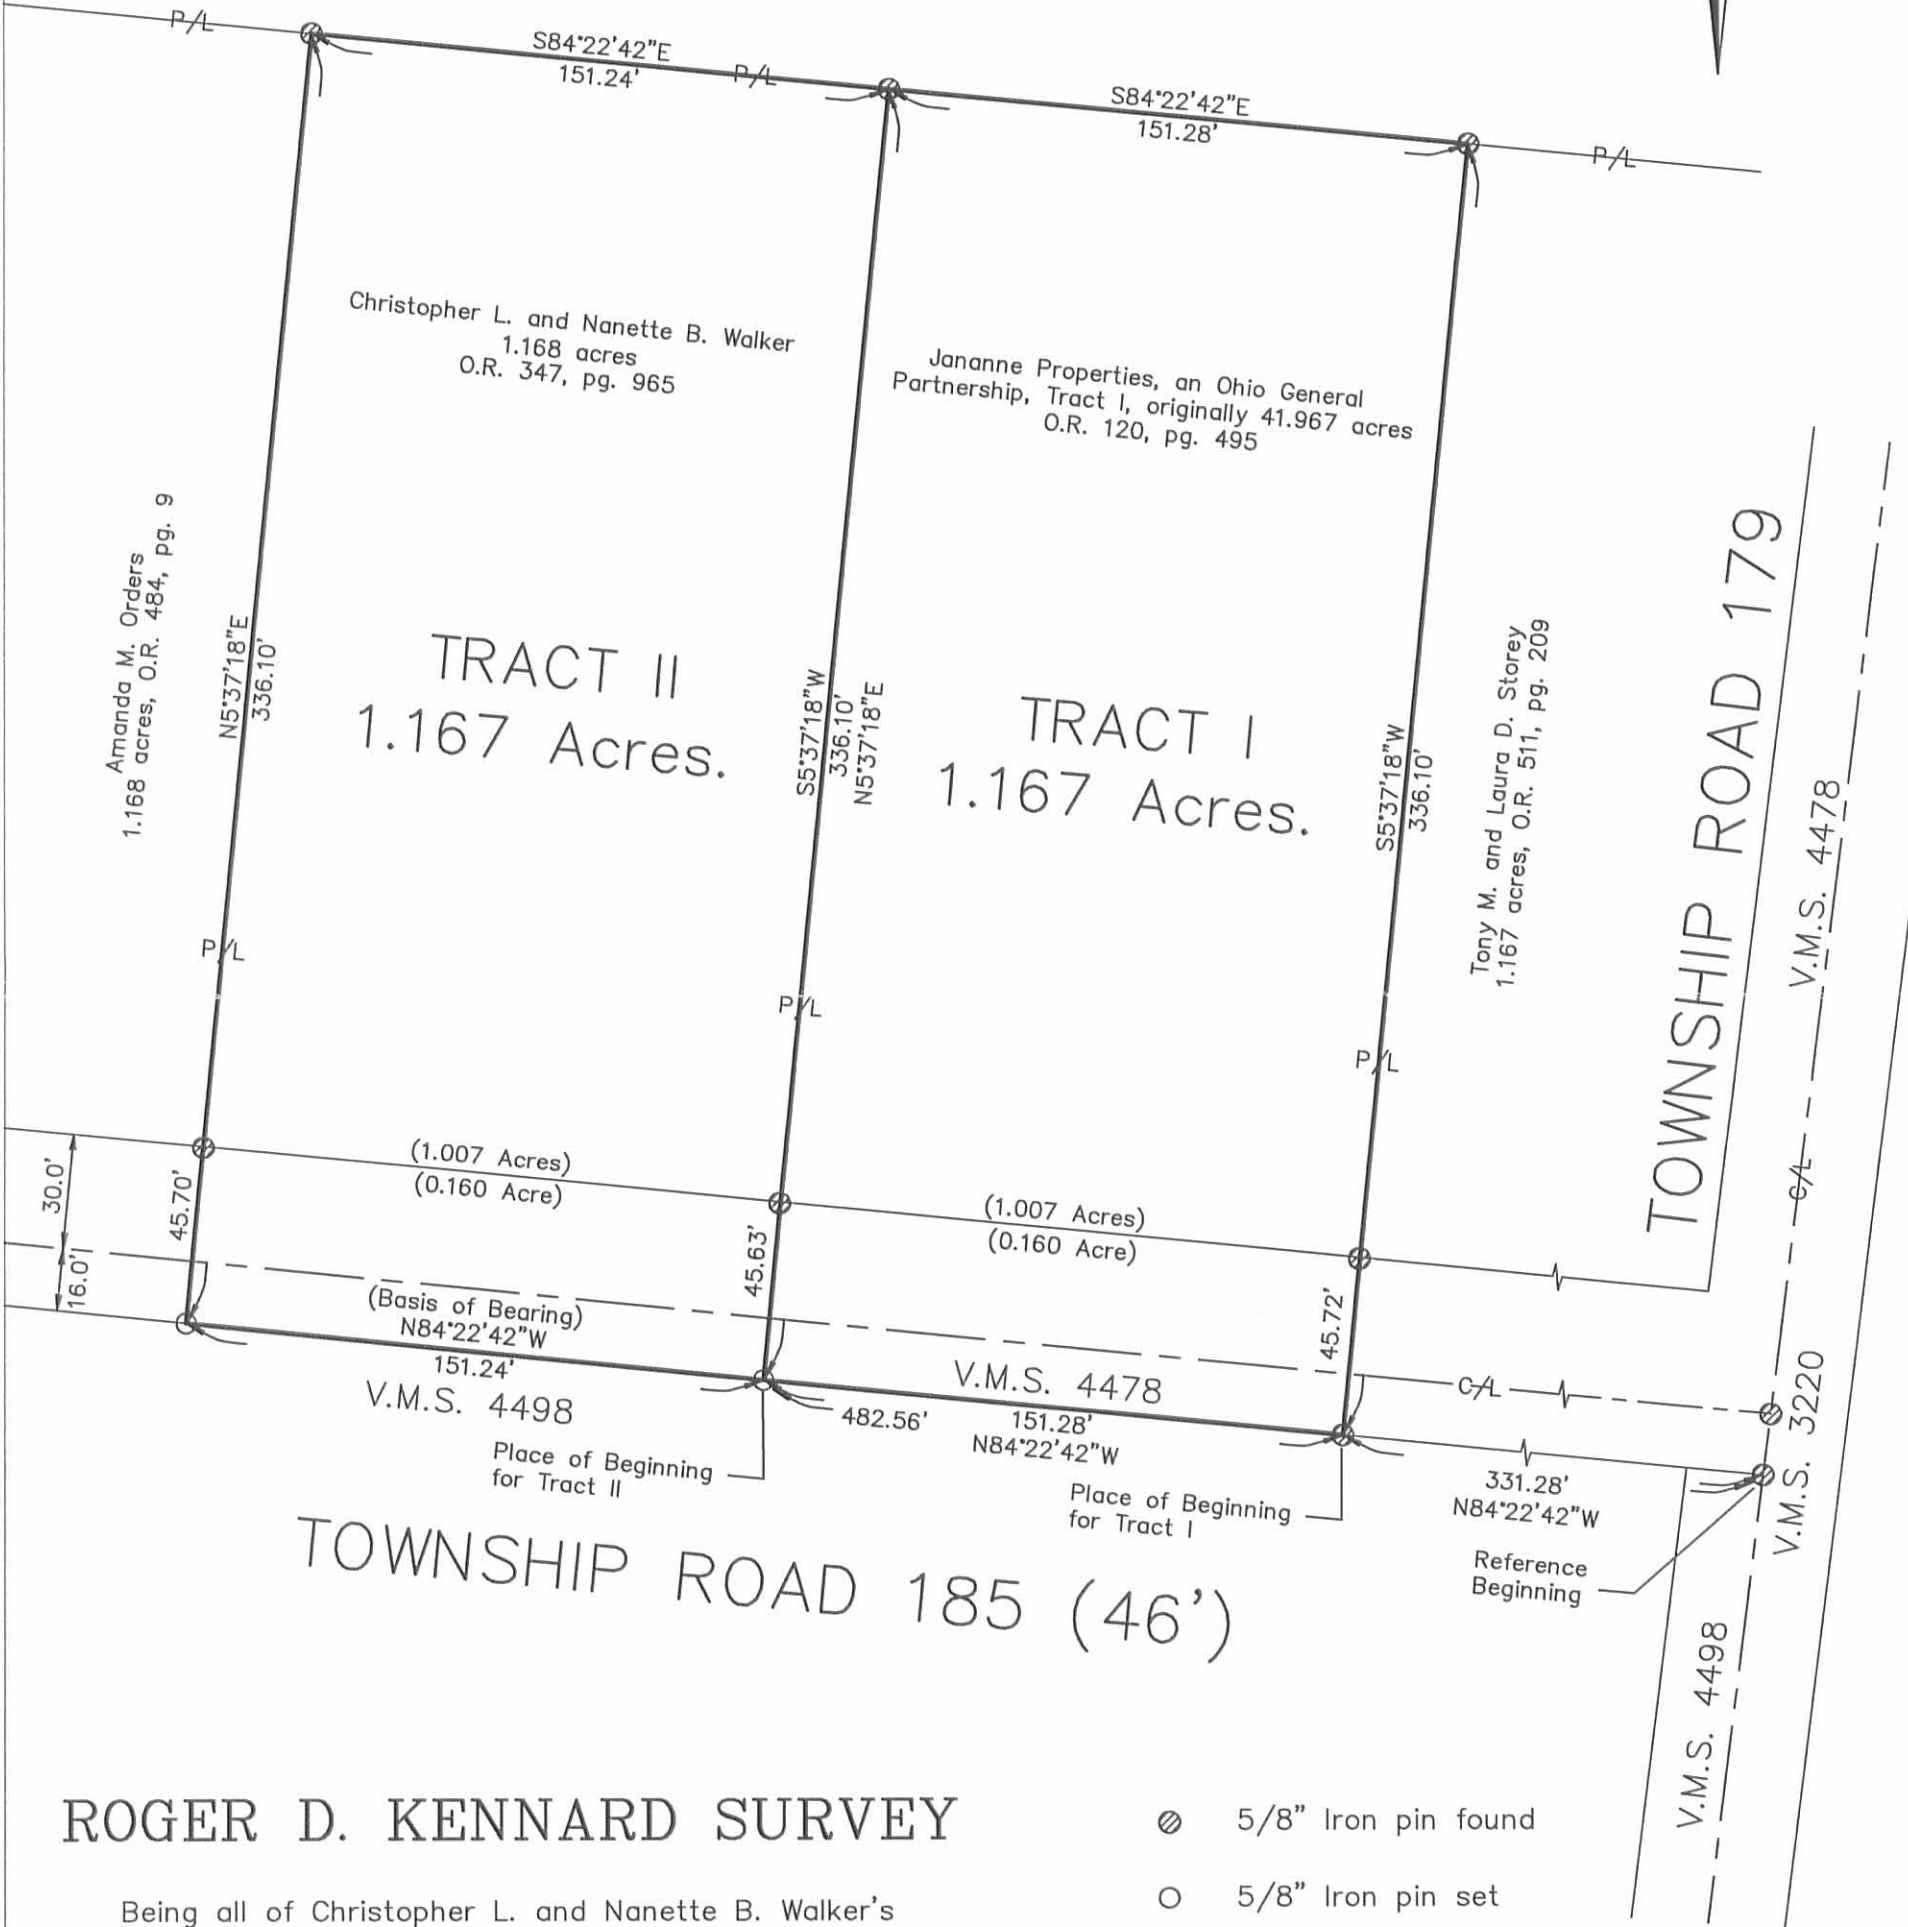 P/L
S84°22'42"E
151.24'
P/L
S84°22'42"E
151.28'
P/L
Christopher L. and Nanette B. Walker
1.168 acres
O.R. 347, pg. 965
Jananne Properties, an Ohio General
Partnership, Tract I, originally 41.967 acres
O.R. 120, pg. 495
Amanda M. Orders
1.168 acres, O.R. 484, pg. 9
N5°37'18"E
336.10'
TRACT II
1.167 Acres.
S5°37'18"W
336.10'
N5°37'18"E
TRACT I
1.167 Acres.
S5°37'18"W
336.10'
Tony M. and Laura D. Storey
1.167 acres, O.R. 511, pg. 209
TOWNSHIP ROAD 179
V.M.S. 4478
P/L
P/L
P/L
C/L
30.0'
16.0'
45.70'
(1.007 Acres)
(0.160 Acre)
45.63'
(1.007 Acres)
(0.160 Acre)
45.72'
(Basis of Bearing)
N84°22'42"W
151.24'
V.M.S. 4498
V.M.S. 4478
C/L
482.56'
151.28'
N84°22'42"W
Place of Beginning
for Tract II
Place of Beginning
for Tract I
331.28'
N84°22'42"W
V.M.S. 3220
Reference
Beginning
TOWNSHIP ROAD 185 (46')
V.M.S. 4498
ROGER D. KENNARD SURVEY
5/8" Iron pin found
5/8" Iron pin set
Being all of Christopher L. and Nanette B. Walker's